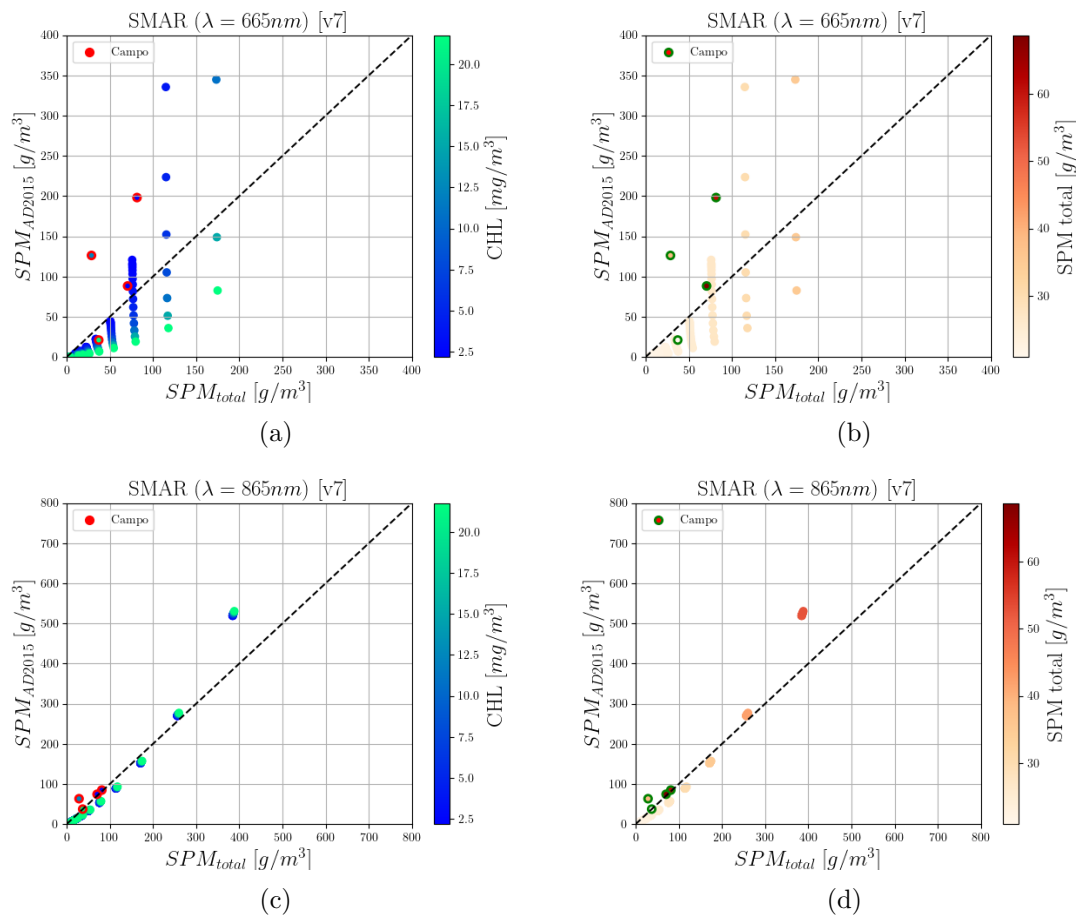 SMAR (λ = 665nm) [v7]
SMAR (λ = 665nm) [v7]
400
350
300
250
200
150
100
50
0
Campo
0 50 100 150 200 250 300 350 400
SPM_AD2015 [g/m^3]
SPM_total [g/m^3]
20.0
17.5
15.0
12.5
10.0
7.5
5.0
2.5
CHL [mg/m^3]
400
350
300
250
200
150
100
50
0
Campo
0 50 100 150 200 250 300 350 400
SPM_AD2015 [g/m^3]
SPM_total [g/m^3]
60
50
40
30
SPM total [g/m^3]
(a)
(b)
SMAR (λ = 865nm) [v7]
SMAR (λ = 865nm) [v7]
800
700
600
500
400
300
200
100
0
Campo
0 100 200 300 400 500 600 700 800
SPM_AD2015 [g/m^3]
SPM_total [g/m^3]
20.0
17.5
15.0
12.5
10.0
7.5
5.0
2.5
CHL [mg/m^3]
800
700
600
500
400
300
200
100
0
Campo
0 100 200 300 400 500 600 700 800
SPM_AD2015 [g/m^3]
SPM_total [g/m^3]
60
50
40
30
SPM total [g/m^3]
(c)
(d)